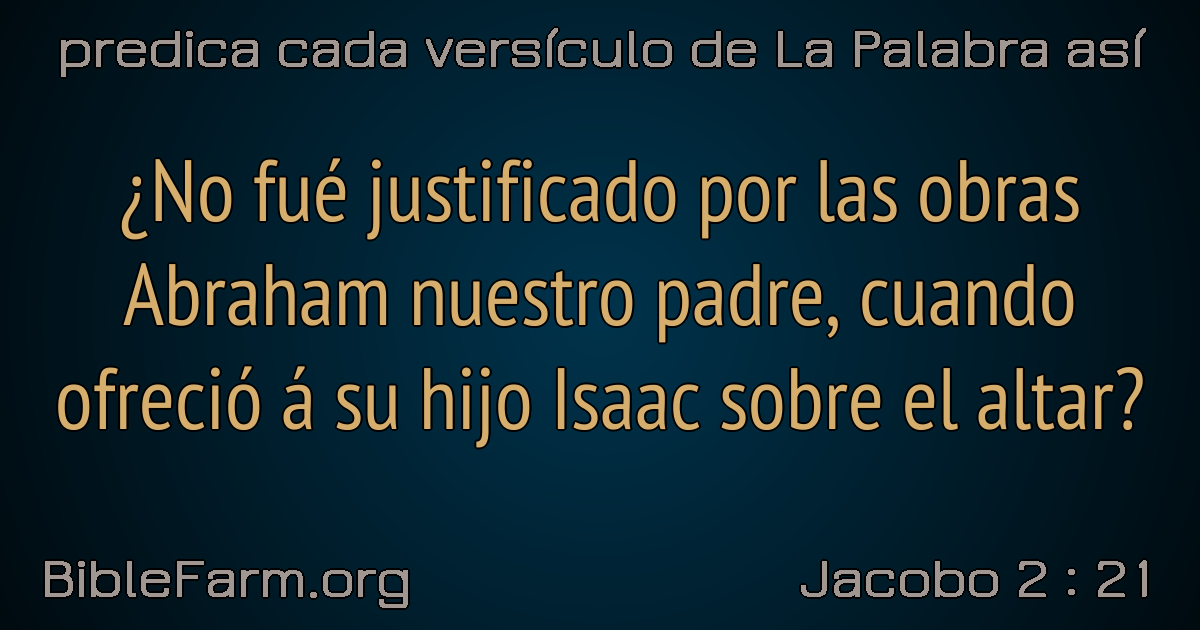 predica cada versículo de La Palabra así
¿No fué justificado por las obras
Abraham nuestro padre, cuando
ofreció á su hijo Isaac sobre el altar?
BibleFarm.org
Jacobo 2 : 21